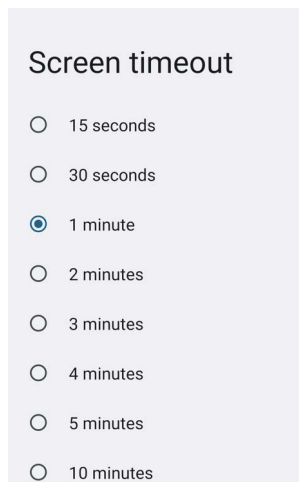 Screen timeout
15 seconds
30 seconds
1 minute
2 minutes
3 minutes
4 minutes
5 minutes
10 minutes